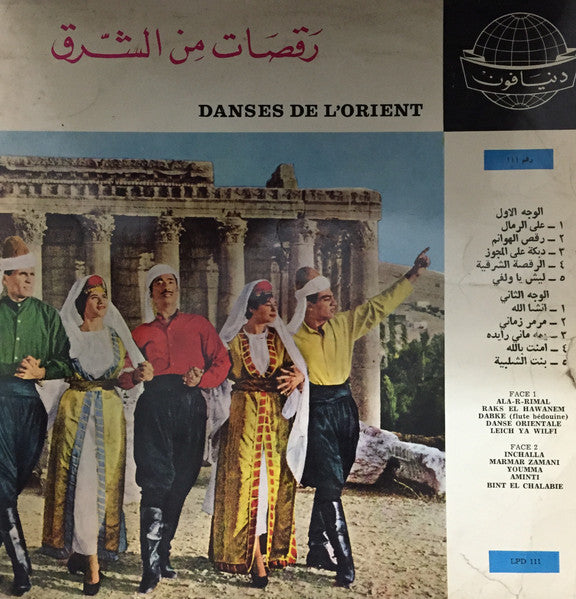 رقصات مِن الشّرق
DANSES DE L'ORIENT
دنيافون
رقم ١١١
الوجه الاول
١ – على الرمال
٢ – رقص الهوانم
٣ – دبكة على المجوز
٤ – الرقصة الشرقية
٥ – ليش يا ولفي
الوجه الثاني
١ – انشا الله
٢ – مرمر زماني
٣ – يمه ماني رايده
٤ – امنت بالله
٥ – بنت الشلبية
FACE 1
ALA-R-RIMAL
RAKS EL HAWANEM
DABKE (flute bédouine)
DANSE ORIENTALE
LEICH YA WILFI
FACE 2
INCHALLA
MARMAR ZAMANI
YOUMMA
AMINTI
BINT EL CHALABIE
LPD 111